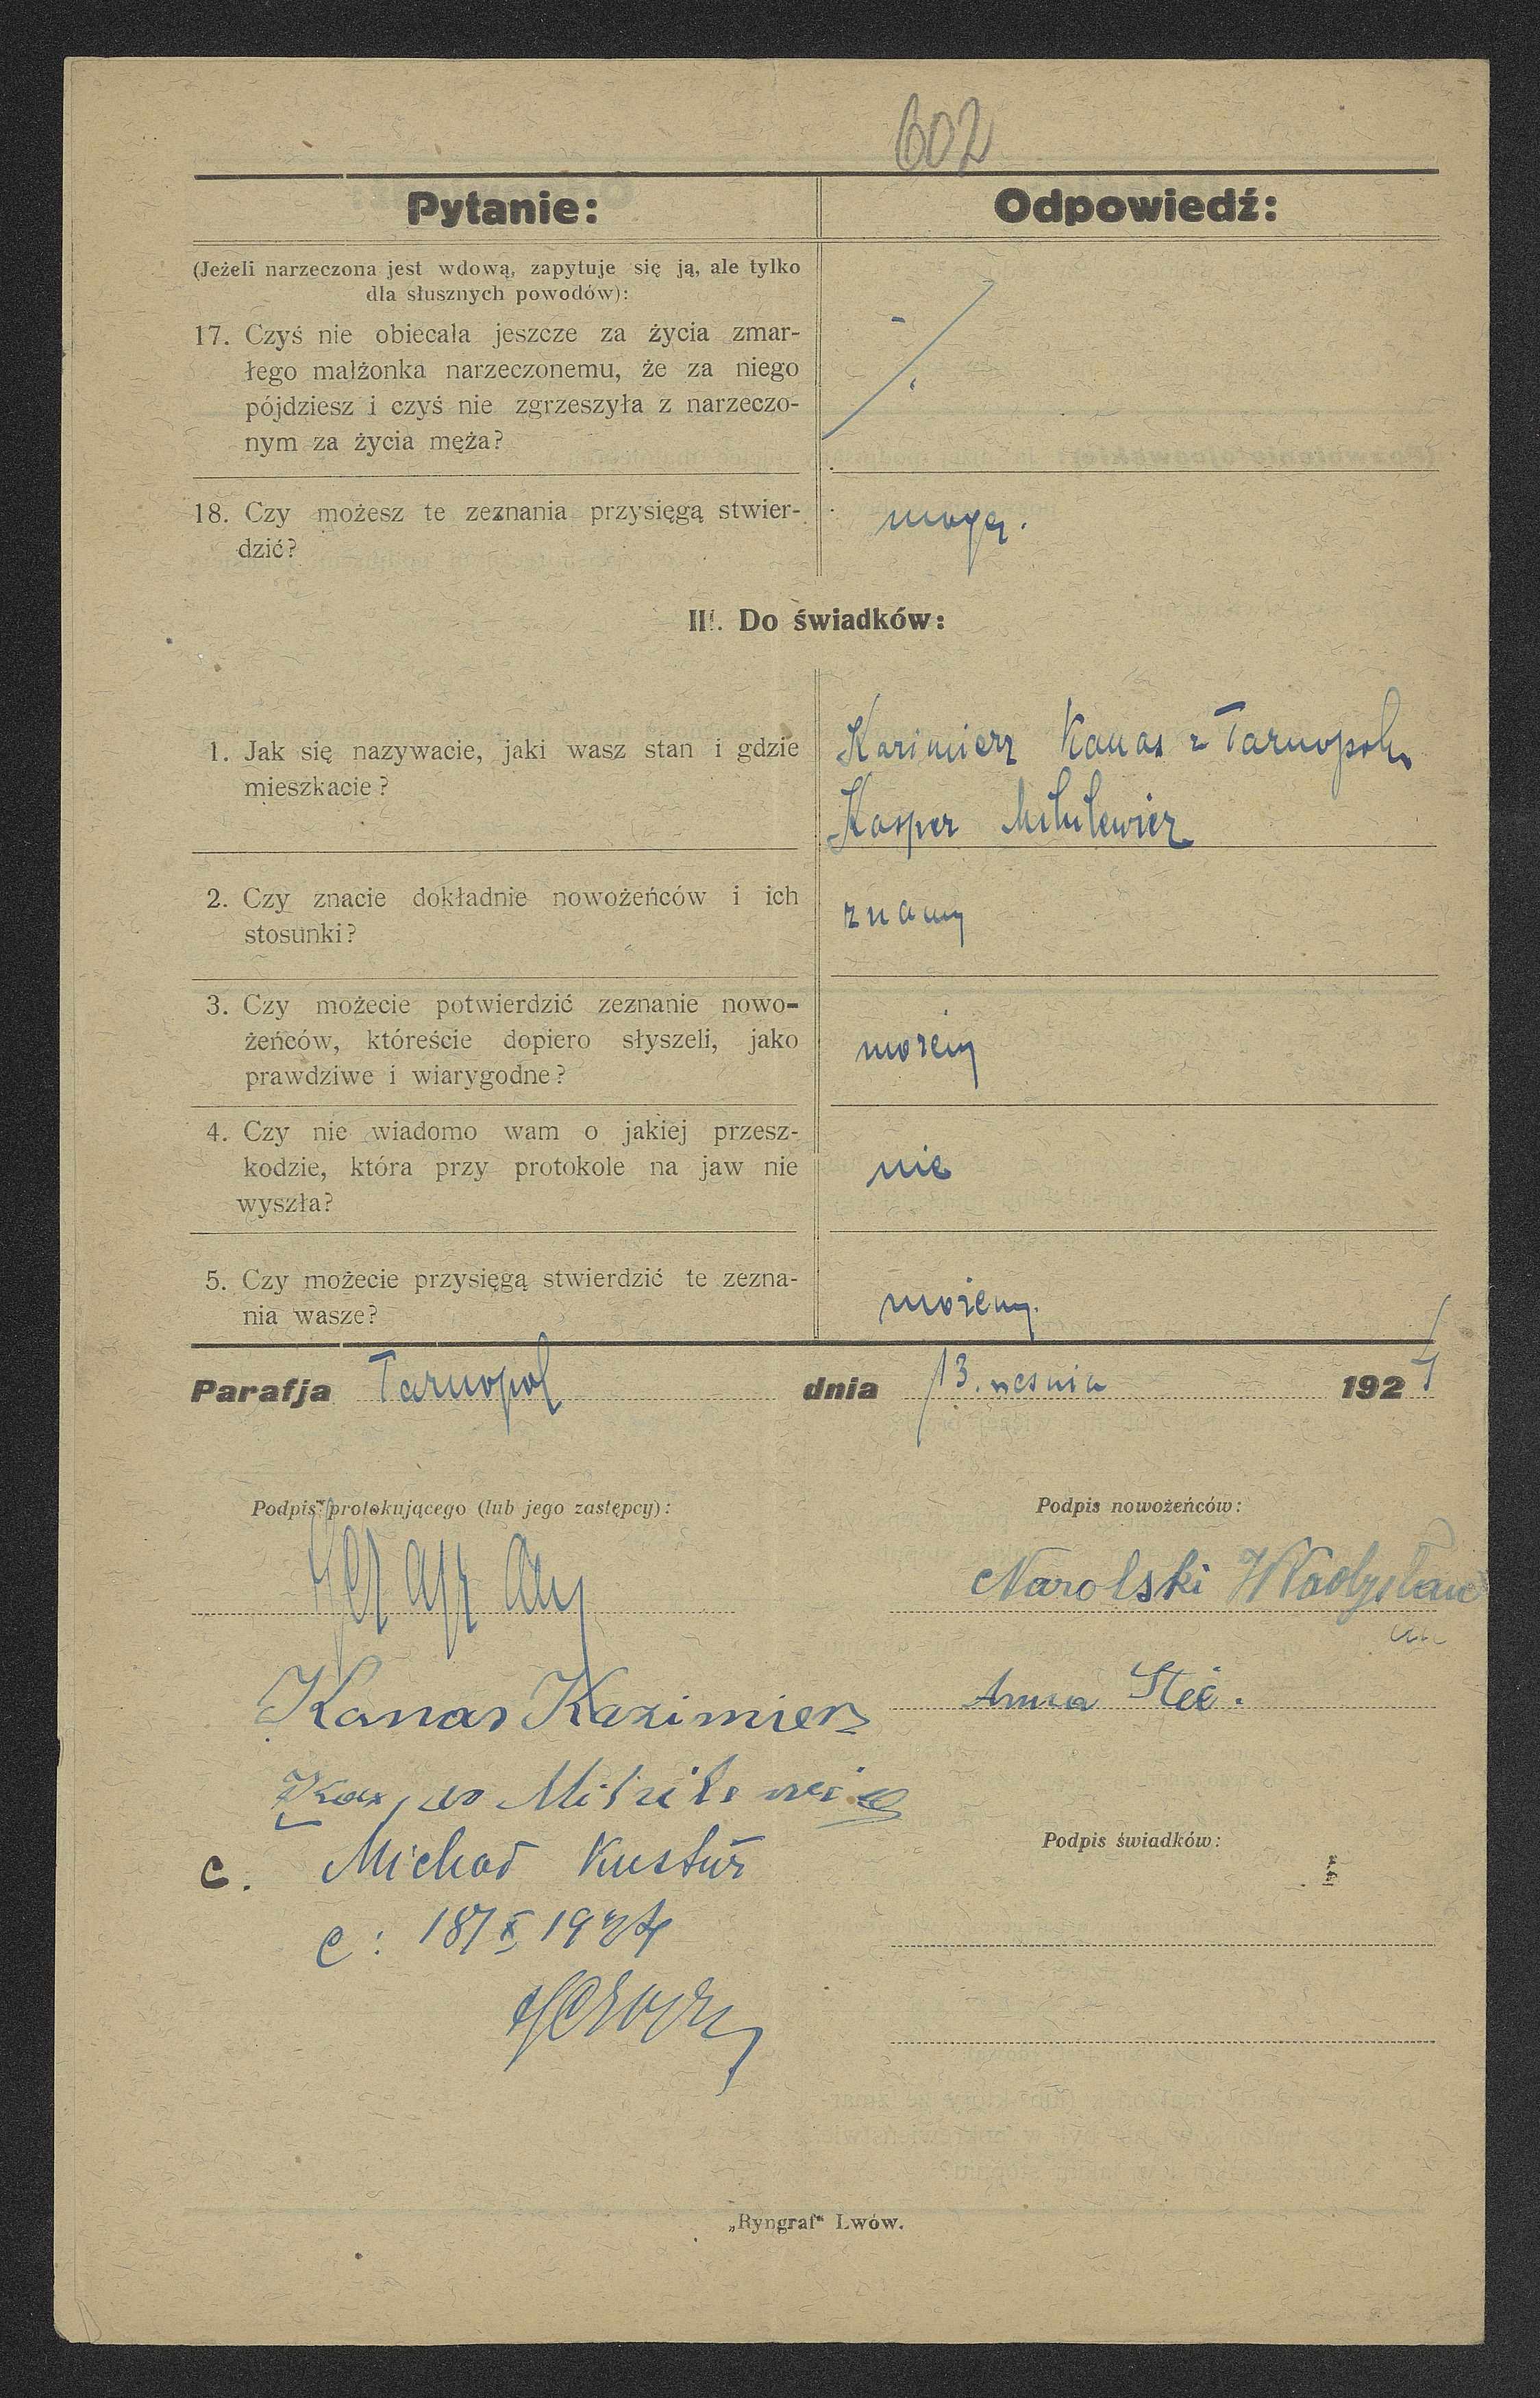 602
Pytanie:
Odpowiedź:
(Jeżeli narzeczona jest wdową, zapytuje się ją, ale tylko
dla słusznych powodów):
17. Czyś nie obiecała jeszcze za życia zmar-
łego małżonka narzeczonemu, że za niego
pójdziesz i czyś nie zgrzeszyła z narzeczo-
nym za życia męża?
18. Czy możesz te zeznania przysięgą stwier-
dzić?
mogę.
II. Do świadków:
1. Jak się nazywacie, jaki wasz stan i gdzie
mieszkacie?
Kazimierz Kanas z Tarnopola
Kasper
2. Czy znacie dokładnie nowożeńców i ich
stosunki?
znamy
3. Czy możecie potwierdzić zeznanie nowo-
żeńców, któreście dopiero słyszeli, jako
prawdziwe i wiarygodne?
możemy
4. Czy nie wiadomo wam o jakiej przesz-
kodzie, która przy protokole na jaw nie
wyszła?
nie
5. Czy możecie przysięgą stwierdzić te zezna-
nia wasze?
możemy.
Parafja Tarnopol dnia 13. 1924
Podpis protokującego (lub jego zastępcy):
Podpis nowożeńców:
Narolski Władysław
Kanas Kazimierz
Anna Stec.
Podpis świadków:
c. Michał
c: 18/X 1924
„Ryngraf“ Lwów.